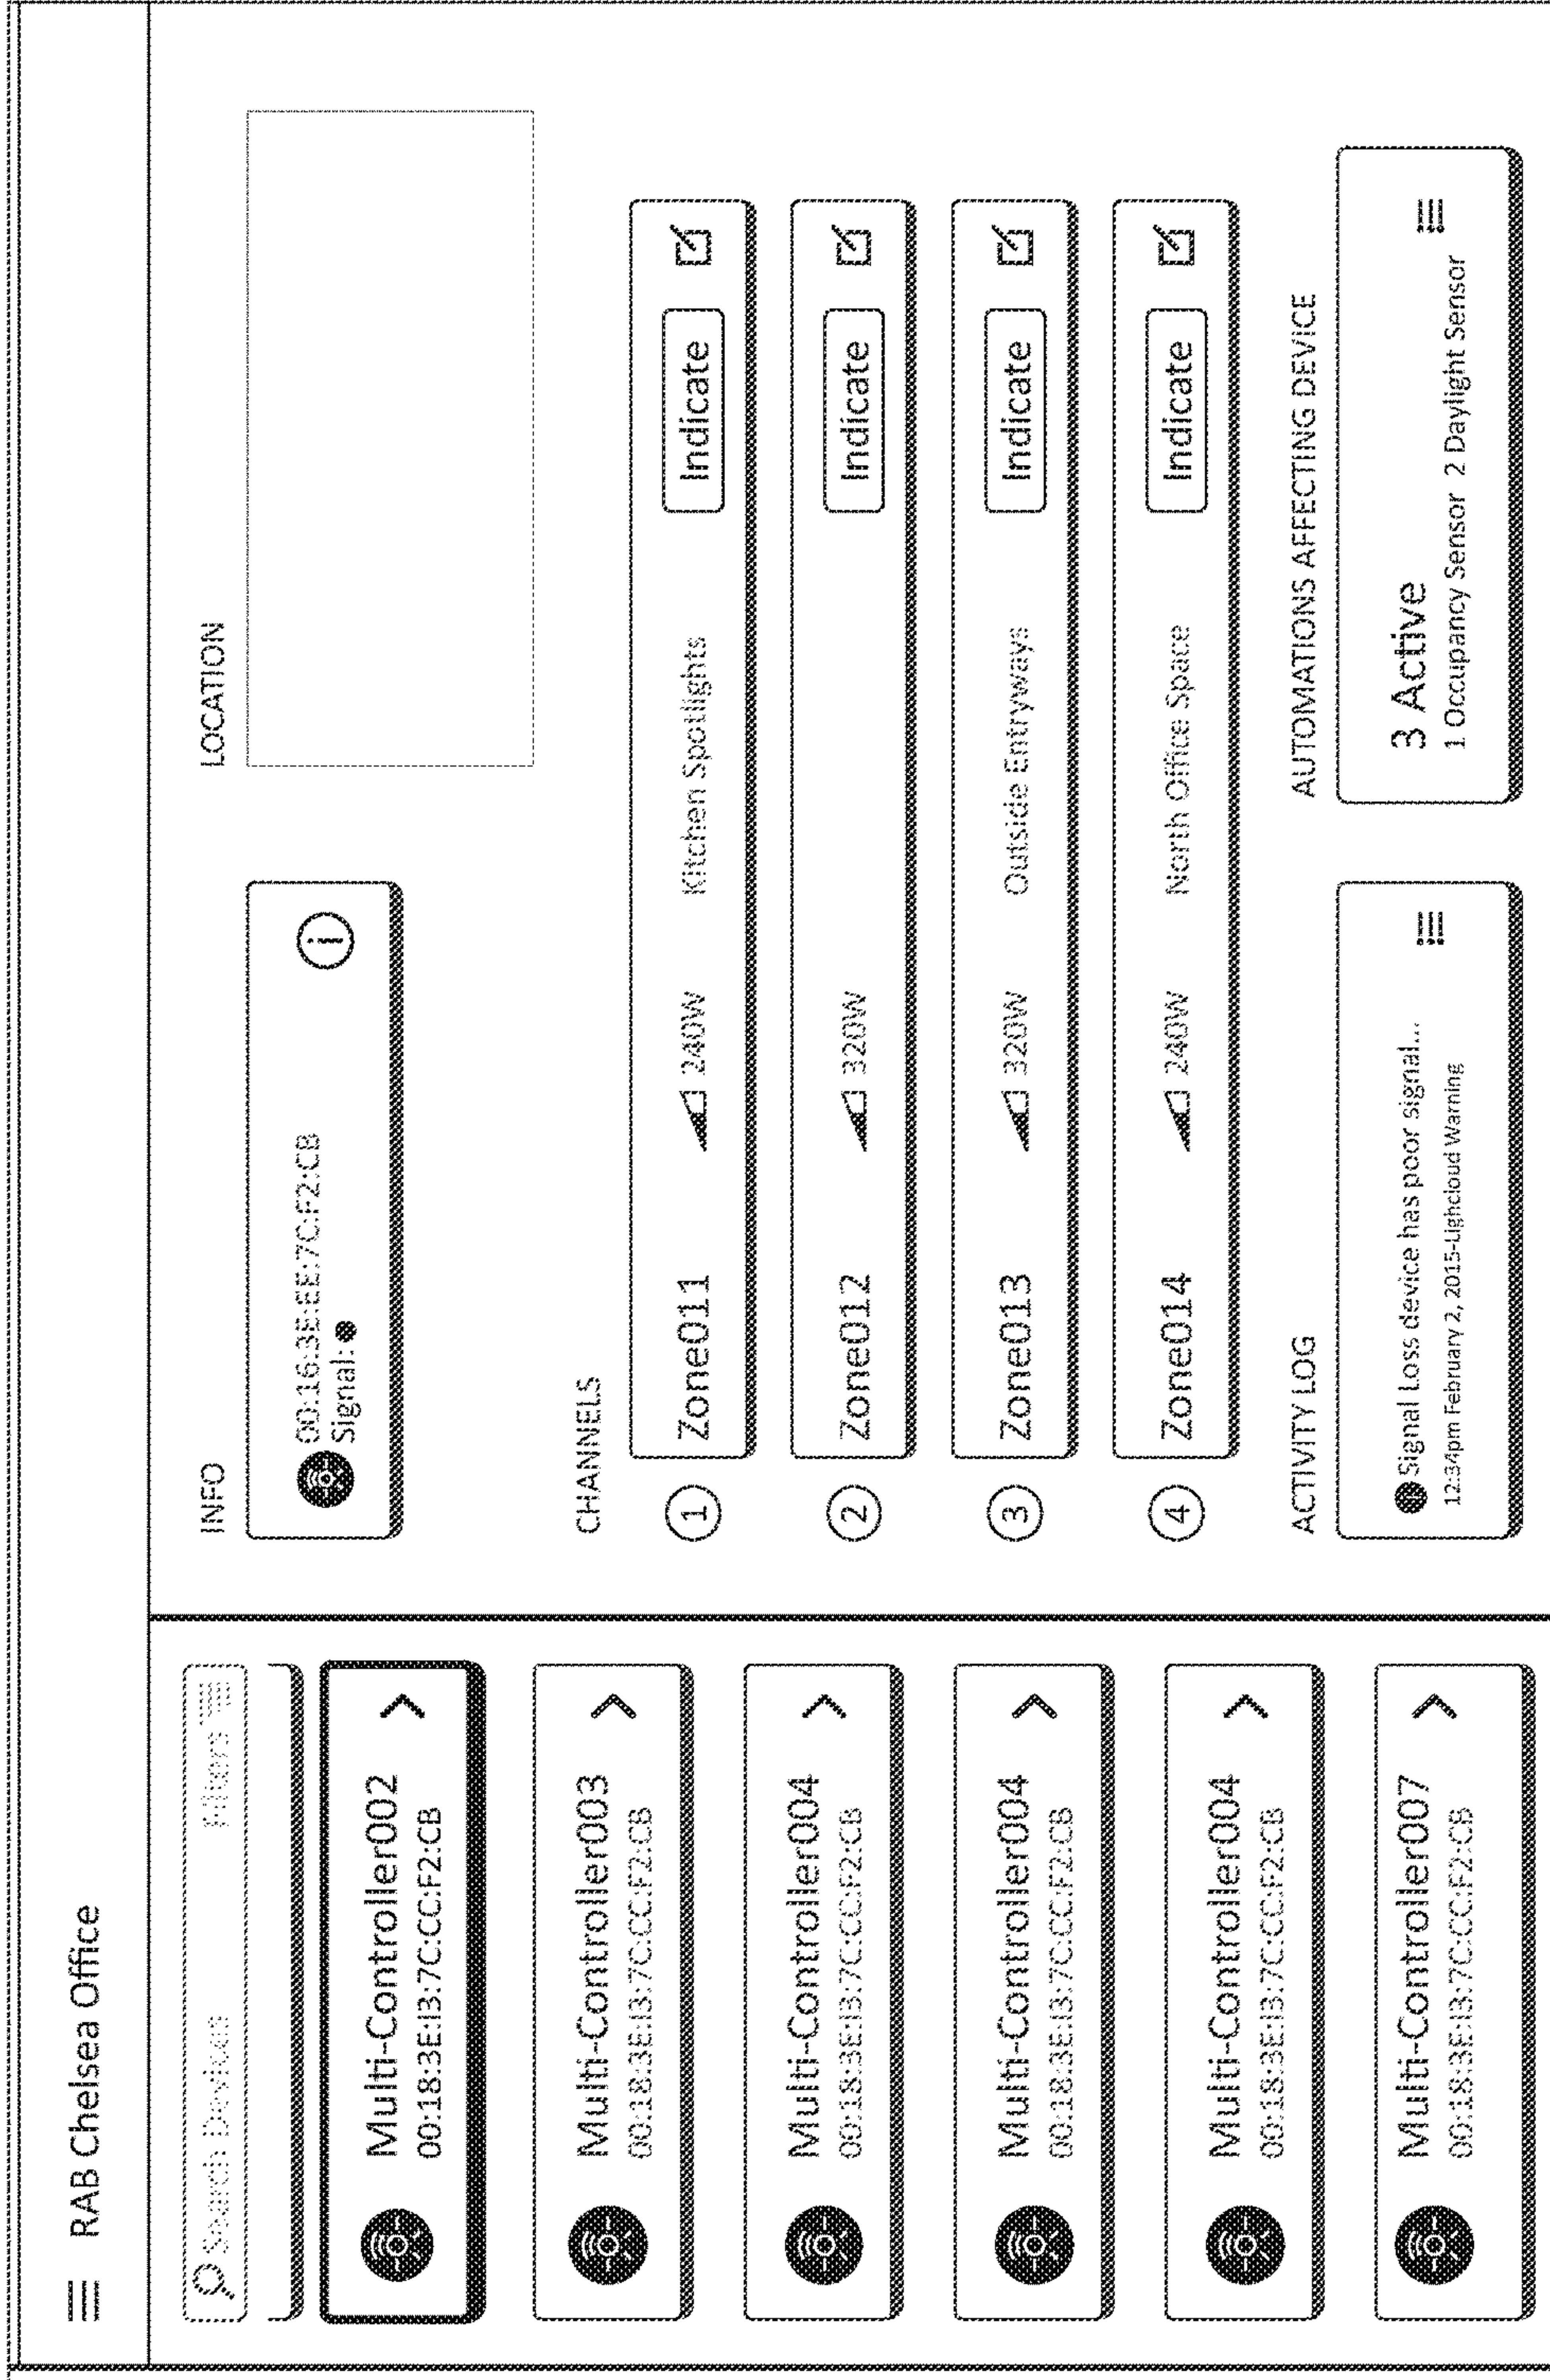 RAB Chelsea Office
Search Devices Filters
Multi-Controller002
00:18:3E:I3:7C:CC:F2:CB
Multi-Controller003
00:18:3E:I3:7C:CC:F2:CB
Multi-Controller004
00:18:3E:I3:7C:CC:F2:CB
Multi-Controller004
00:18:3E:I3:7C:CC:F2:CB
Multi-Controller004
00:18:3E:I3:7C:CC:F2:CB
Multi-Controller007
00:18:3E:I3:7C:CC:F2:CB
INFO
00:16:3E:EE:7C:F2:CB
Signal:
i
LOCATION
CHANNELS
1 Zone011 240W Kitchen Spotlights Indicate
2 Zone012 320W Indicate
3 Zone013 320W Outside Entryways Indicate
4 Zone014 240W North Office Space Indicate
ACTIVITY LOG
Signal Loss device has poor signal...
12:34pm February 2, 2015-Lighcloud Warning
AUTOMATIONS AFFECTING DEVICE
3 Active
1 Occupancy Sensor 2 Daylight Sensor